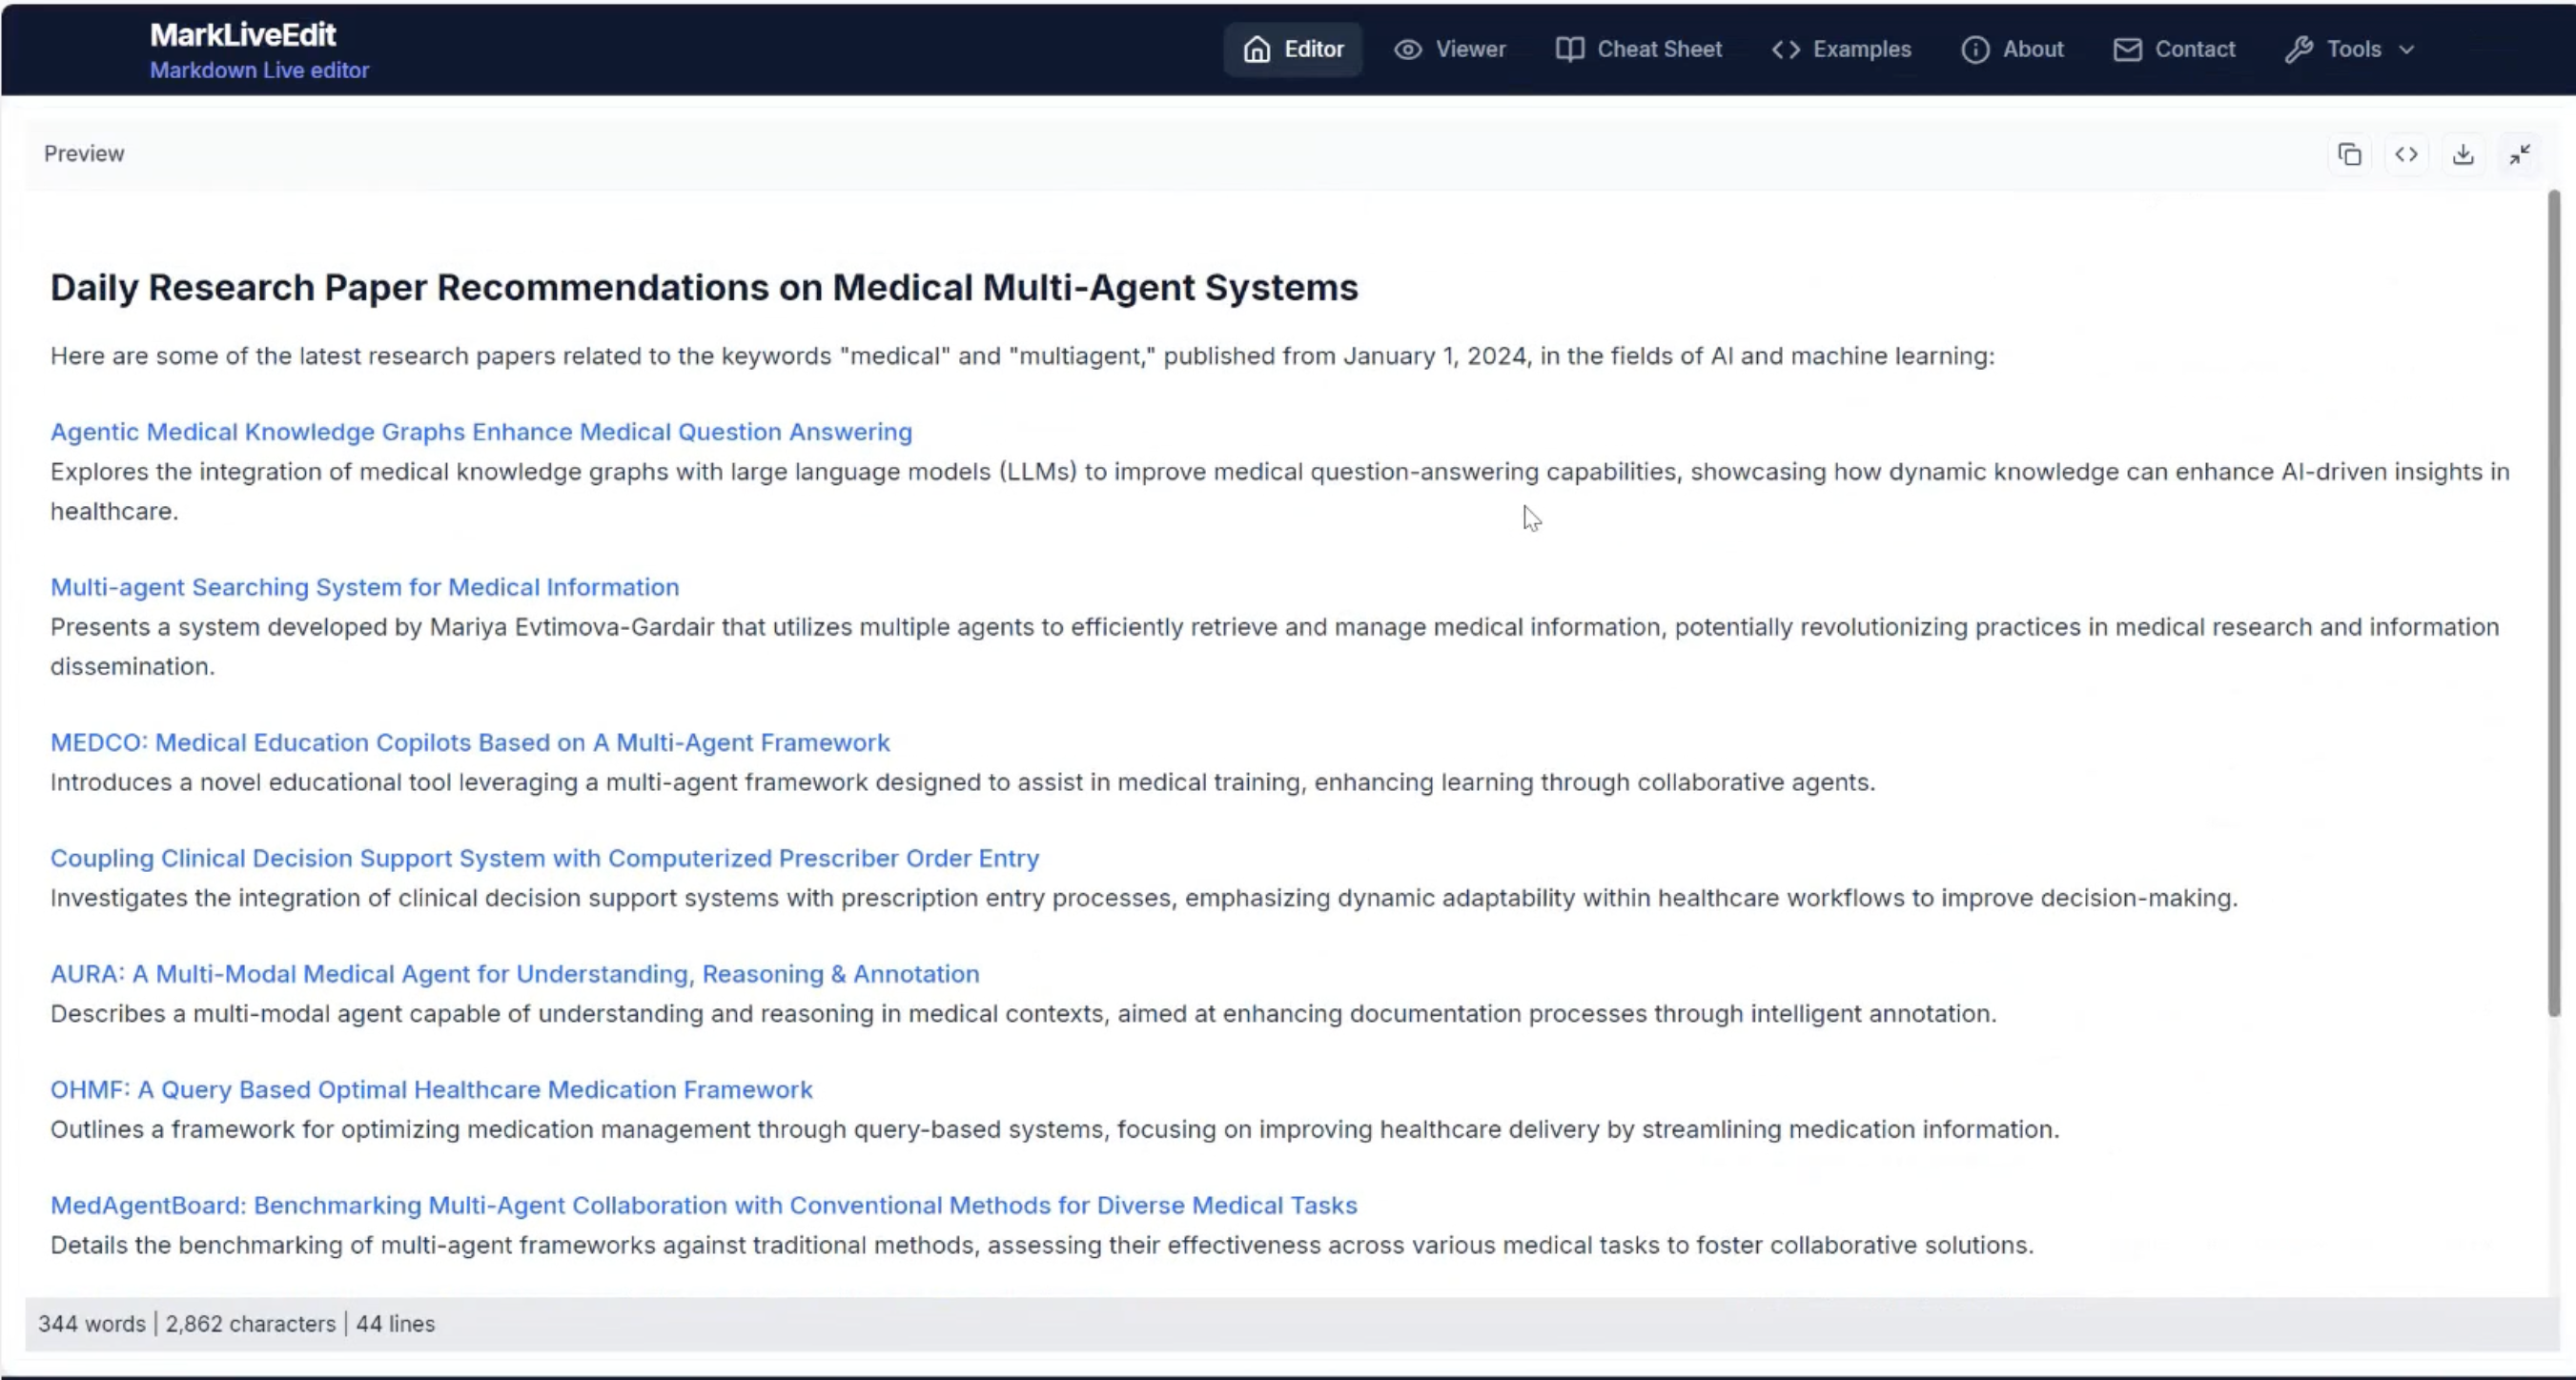 MarkLiveEdit
Markdown Live editor
Editor
Viewer
Cheat Sheet
Examples
About
Contact
Tools
Preview
Daily Research Paper Recommendations on Medical Multi-Agent Systems
Here are some of the latest research papers related to the keywords "medical" and "multiagent," published from January 1, 2024, in the fields of AI and machine learning:
Agentic Medical Knowledge Graphs Enhance Medical Question Answering
Explores the integration of medical knowledge graphs with large language models (LLMs) to improve medical question-answering capabilities, showcasing how dynamic knowledge can enhance AI-driven insights in
healthcare.
Multi-agent Searching System for Medical Information
Presents a system developed by Mariya Evtimova-Gardair that utilizes multiple agents to efficiently retrieve and manage medical information, potentially revolutionizing practices in medical research and information
dissemination.
MEDCO: Medical Education Copilots Based on A Multi-Agent Framework
Introduces a novel educational tool leveraging a multi-agent framework designed to assist in medical training, enhancing learning through collaborative agents.
Coupling Clinical Decision Support System with Computerized Prescriber Order Entry
Investigates the integration of clinical decision support systems with prescription entry processes, emphasizing dynamic adaptability within healthcare workflows to improve decision-making.
AURA: A Multi-Modal Medical Agent for Understanding, Reasoning & Annotation
Describes a multi-modal agent capable of understanding and reasoning in medical contexts, aimed at enhancing documentation processes through intelligent annotation.
OHMF: A Query Based Optimal Healthcare Medication Framework
Outlines a framework for optimizing medication management through query-based systems, focusing on improving healthcare delivery by streamlining medication information.
MedAgentBoard: Benchmarking Multi-Agent Collaboration with Conventional Methods for Diverse Medical Tasks
Details the benchmarking of multi-agent frameworks against traditional methods, assessing their effectiveness across various medical tasks to foster collaborative solutions.
344 words | 2,862 characters | 44 lines